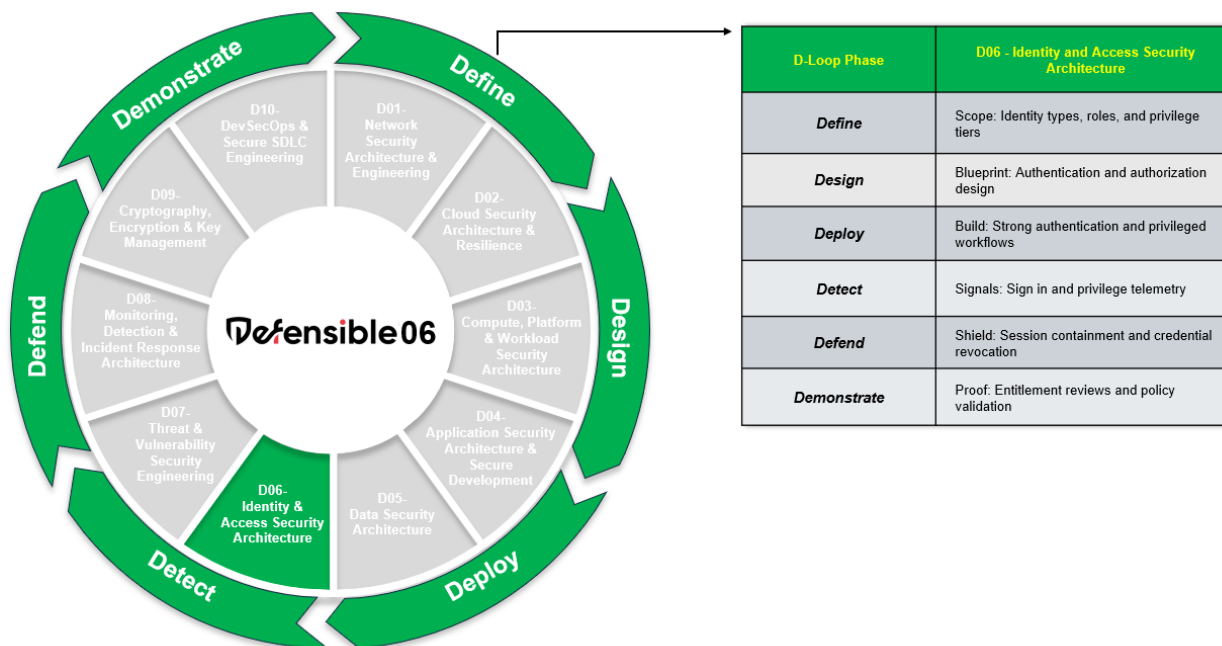 Demonstrate
Define
Design
Deploy
Detect
Defend
D10-
DevSecOps &
Secure SDLC
Engineering
D01-
Network
Security
Architecture &
Engineering
D02-
Cloud Security
Architecture &
Resilience
D03-
Compute, Platform
& Workload
Security
Architecture
D04-
Application Security
Architecture &
Secure
Development
D05-
Data Security
Architecture
D06-
Identity &
Access Security
Architecture
D07-
Threat &
Vulnerability
Security
Engineering
D08-
Monitoring,
Detection &
Incident Response
Architecture
D09-
Cryptography,
Encryption & Key
Management
Defensible 06
D-Loop Phase
D06 - Identity and Access Security
Architecture
Define
Scope: Identity types, roles, and privilege
tiers
Design
Blueprint: Authentication and authorization
design
Deploy
Build: Strong authentication and privileged
workflows
Detect
Signals: Sign in and privilege telemetry
Defend
Shield: Session containment and credential
revocation
Demonstrate
Proof: Entitlement reviews and policy
validation